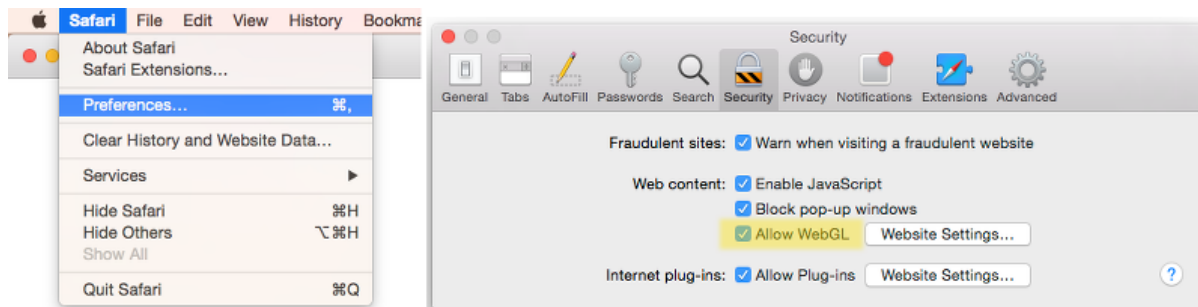 Safari File Edit View History Bookma
About Safari
Safari Extensions...
Preferences... ⌘,
Clear History and Website Data...
Services ▶
Hide Safari ⌘H
Hide Others ⌥⌘H
Show All
Quit Safari ⌘Q
Security
General Tabs AutoFill Passwords Search Security Privacy Notifications Extensions Advanced
Fraudulent sites: Warn when visiting a fraudulent website
Web content: Enable JavaScript
Block pop-up windows
Allow WebGL Website Settings...
Internet plug-ins: Allow Plug-ins Website Settings... ?